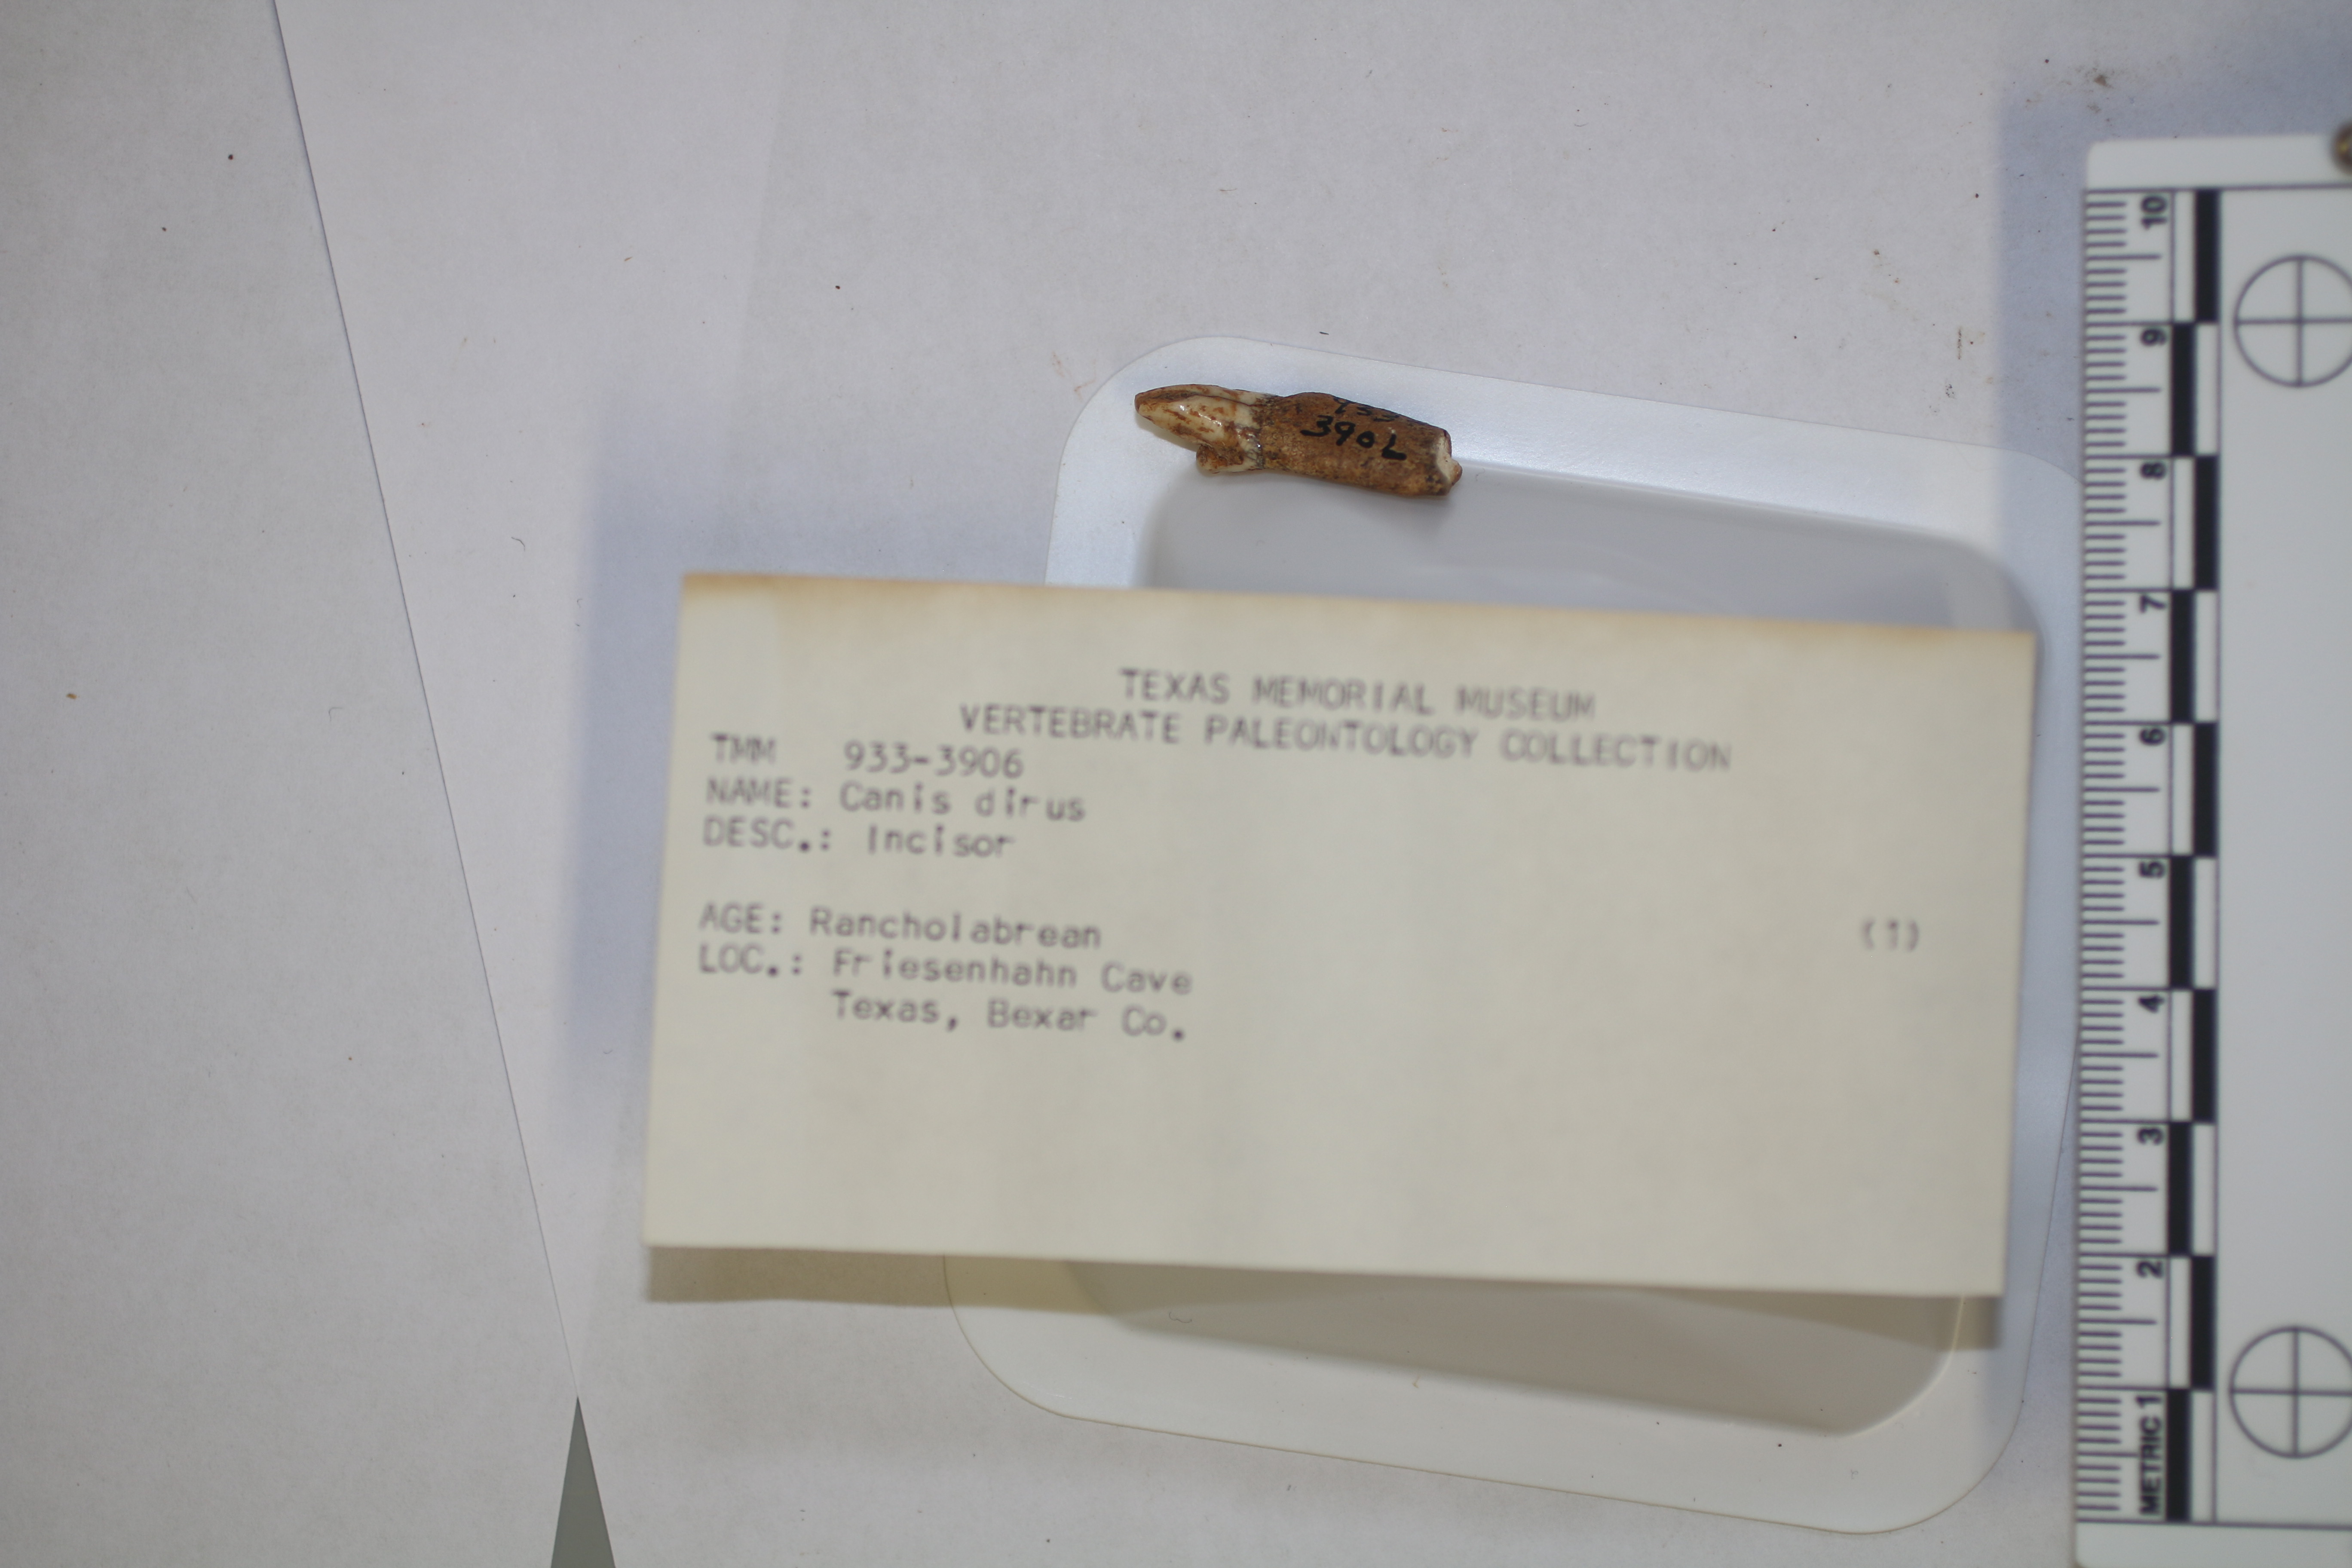 TEXAS MEMORIAL MUSEUM
VERTEBRATE PALEONTOLOGY COLLECTION
TMM 933-3906
NAME: Canis dirus
DESC.: Incisor
AGE: Rancholabrean
LOC.: Friesenhahn Cave
Texas, Bexar Co.
(1)
933
3906
METRIC 1 2 3 4 5 6 7 8 9 10